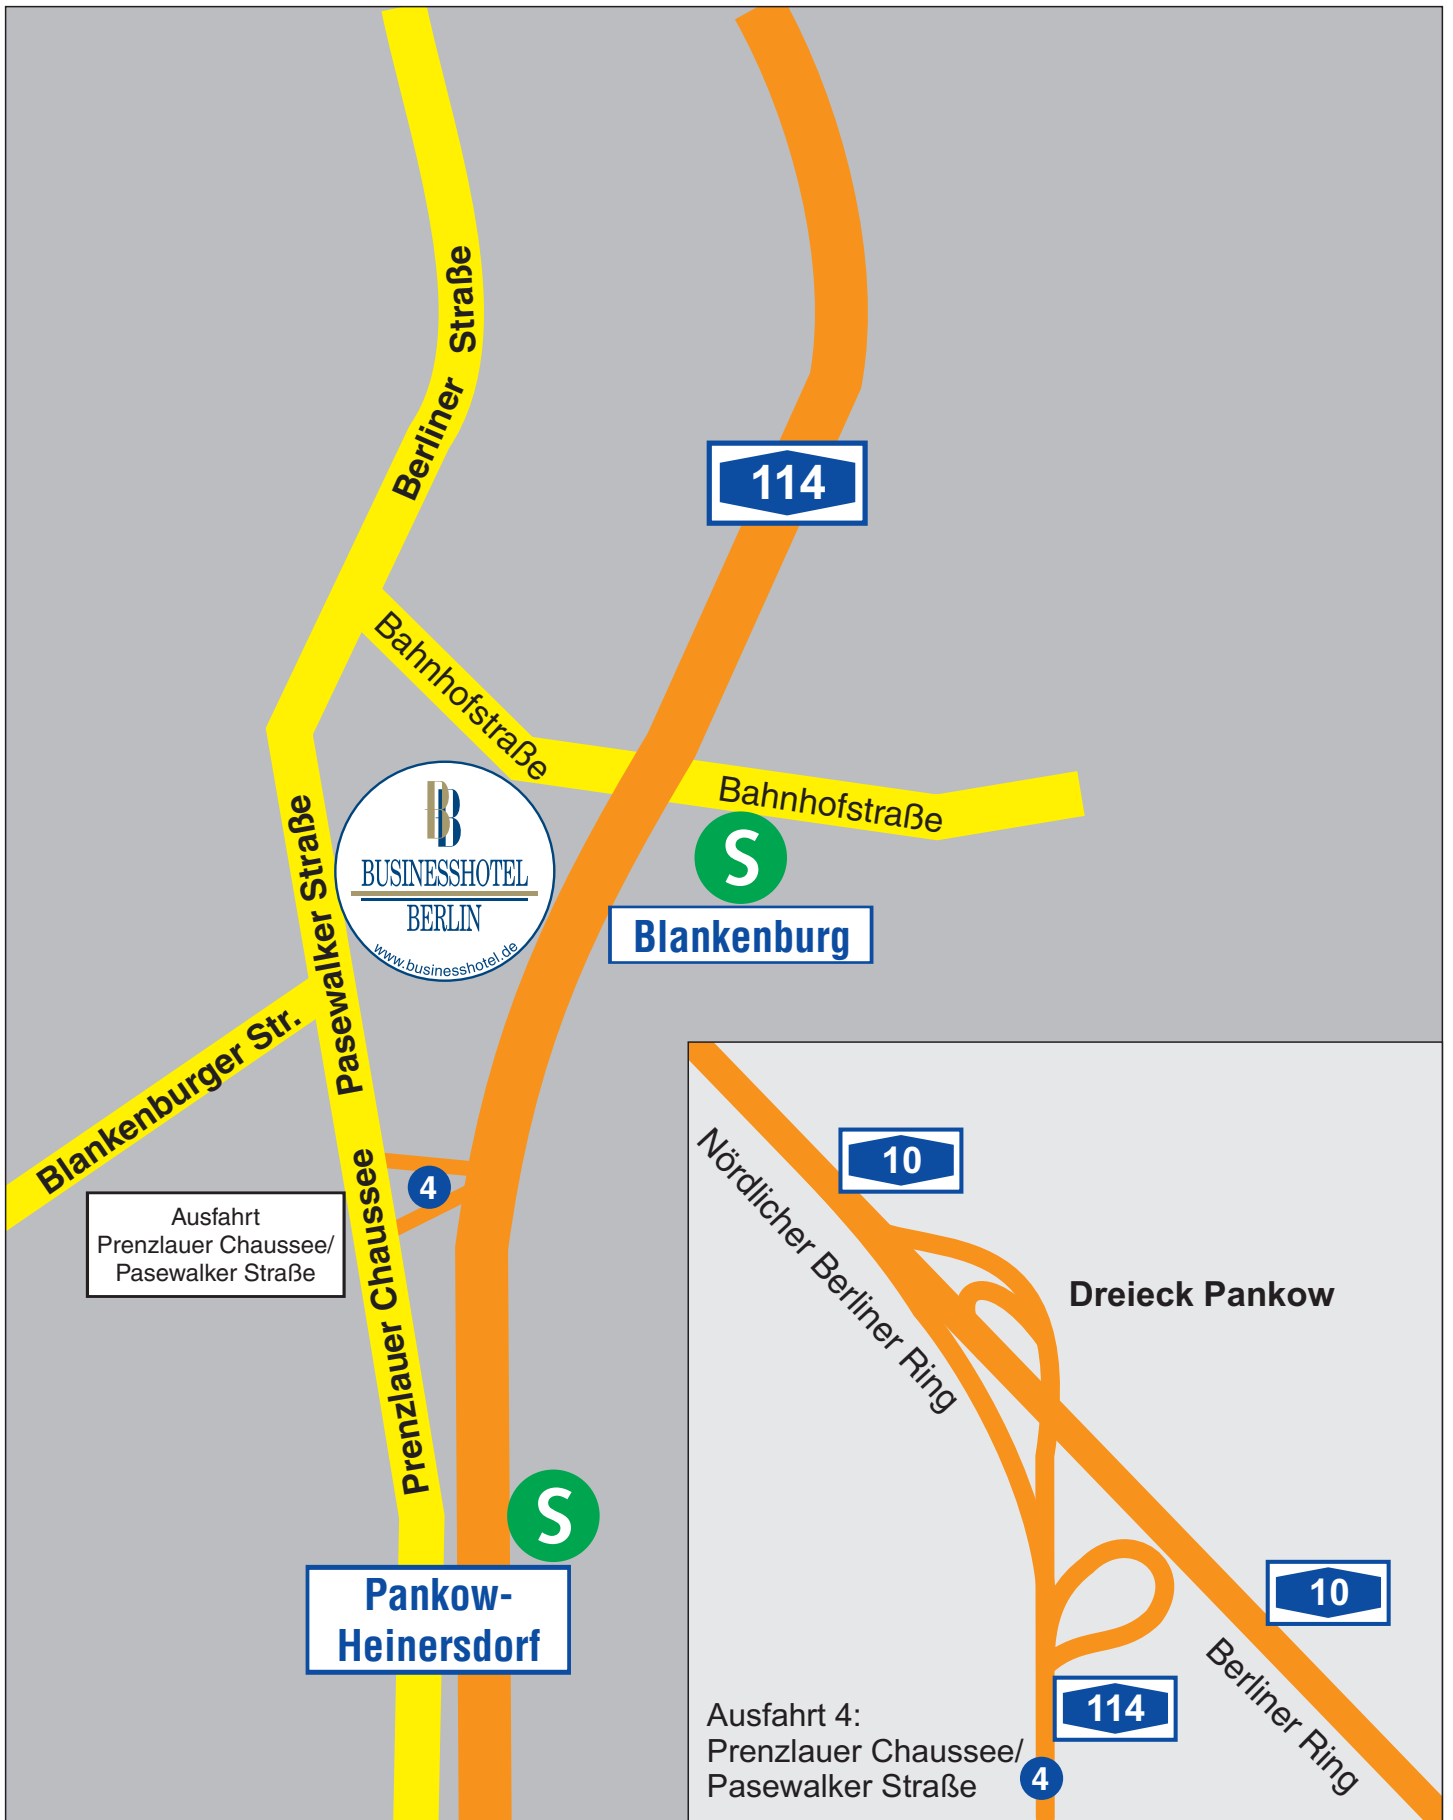 Berliner Straße
114
Bahnhofstraße
Bahnhofstraße
BB
BUSINESSHOTEL
BERLIN
www.businesshotel.de
Pasewalker Straße
S
Blankenburg
Blankenburger Str.
4
Ausfahrt
Prenzlauer Chaussee/
Pasewalker Straße
Prenzlauer Chaussee
S
Pankow-
Heinersdorf
10
Nördlicher Berliner Ring
Dreieck Pankow
10
Berliner Ring
114
Ausfahrt 4:
Prenzlauer Chaussee/
Pasewalker Straße
4